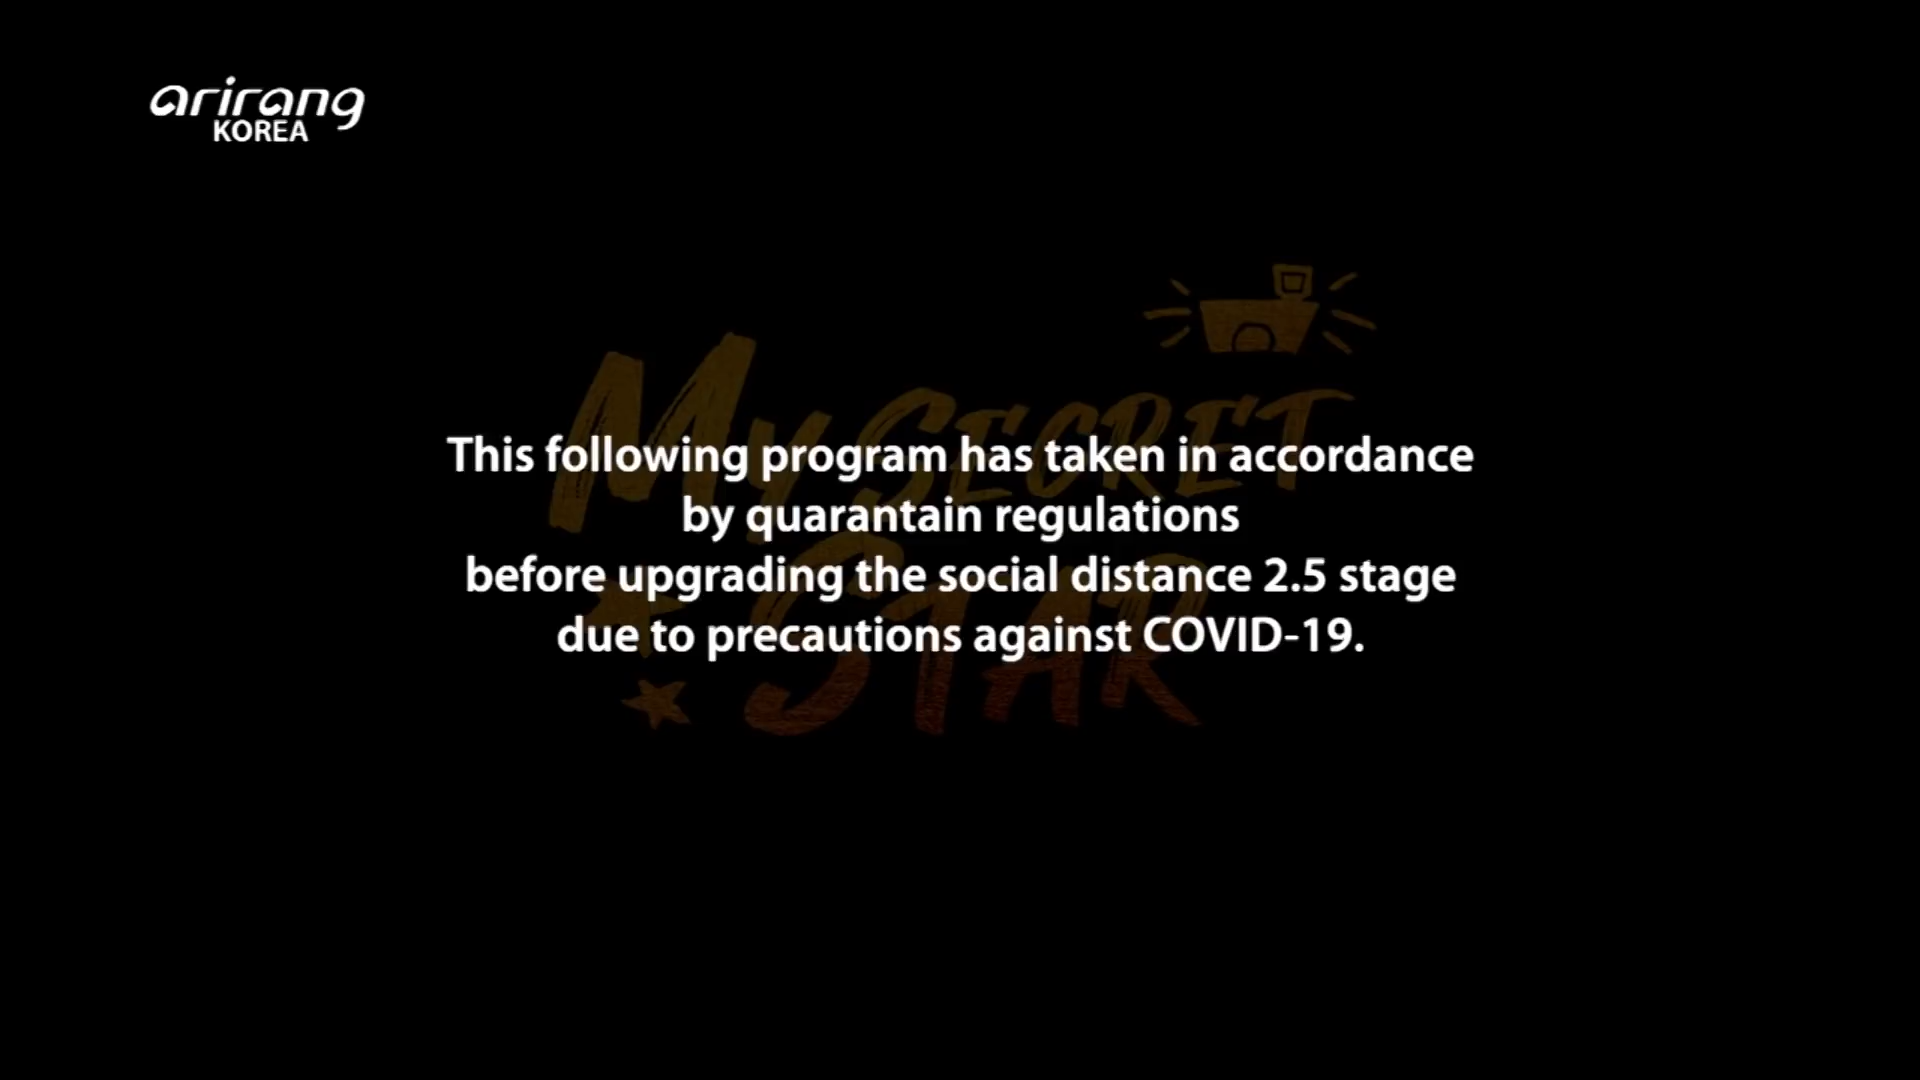 arirang
KOREA
My SECRET
STAR
This following program has taken in accordance
by quarantain regulations
before upgrading the social distance 2.5 stage
due to precautions against COVID-19.